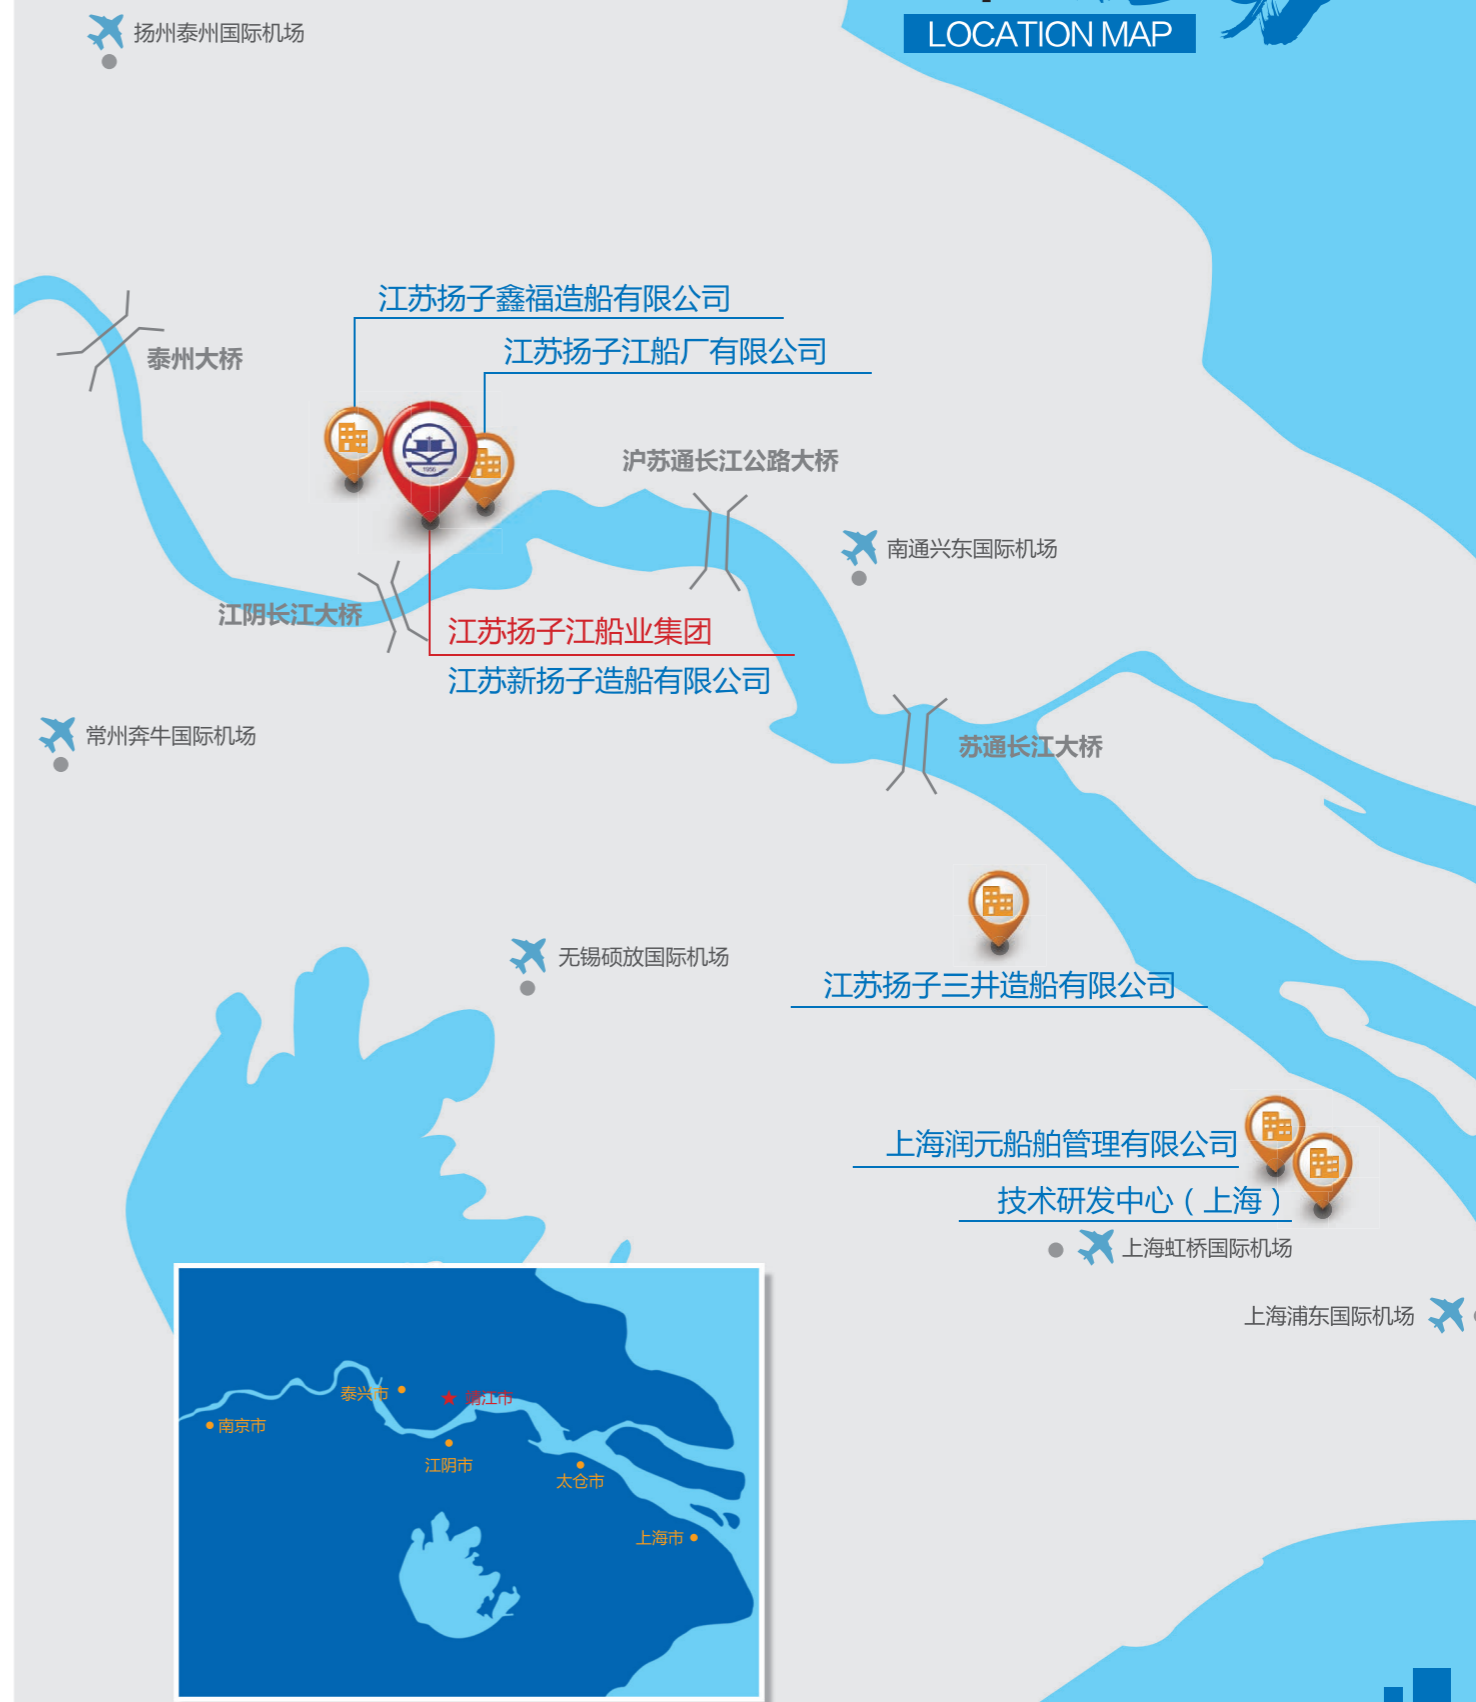 扬州泰州国际机场
LOCATION MAP
江苏扬子鑫福造船有限公司
江苏扬子江船厂有限公司
泰州大桥
1956
沪苏通长江公路大桥
南通兴东国际机场
江阴长江大桥
江苏扬子江船业集团
江苏新扬子造船有限公司
常州奔牛国际机场
苏通长江大桥
无锡硕放国际机场
江苏扬子三井造船有限公司
上海润元船舶管理有限公司
技术研发中心（上海）
上海虹桥国际机场
上海浦东国际机场
泰兴市
靖江市
南京市
江阴市
太仓市
上海市